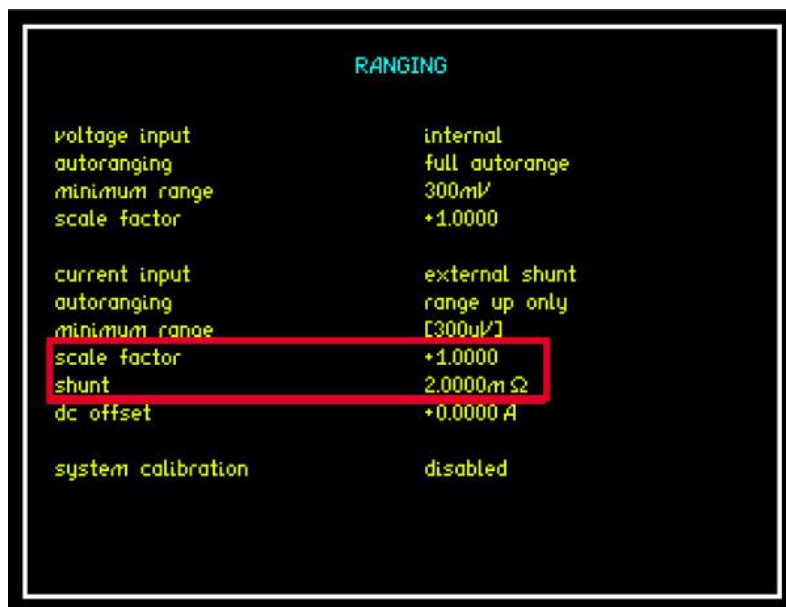 RANGING
voltage input internal
autoranging full autorange
minimum range 300mV
scale factor +1.0000
current input external shunt
autoranging range up only
minimum range [300uV]
scale factor +1.0000
shunt 2.0000mΩ
dc offset +0.0000A
system calibration disabled